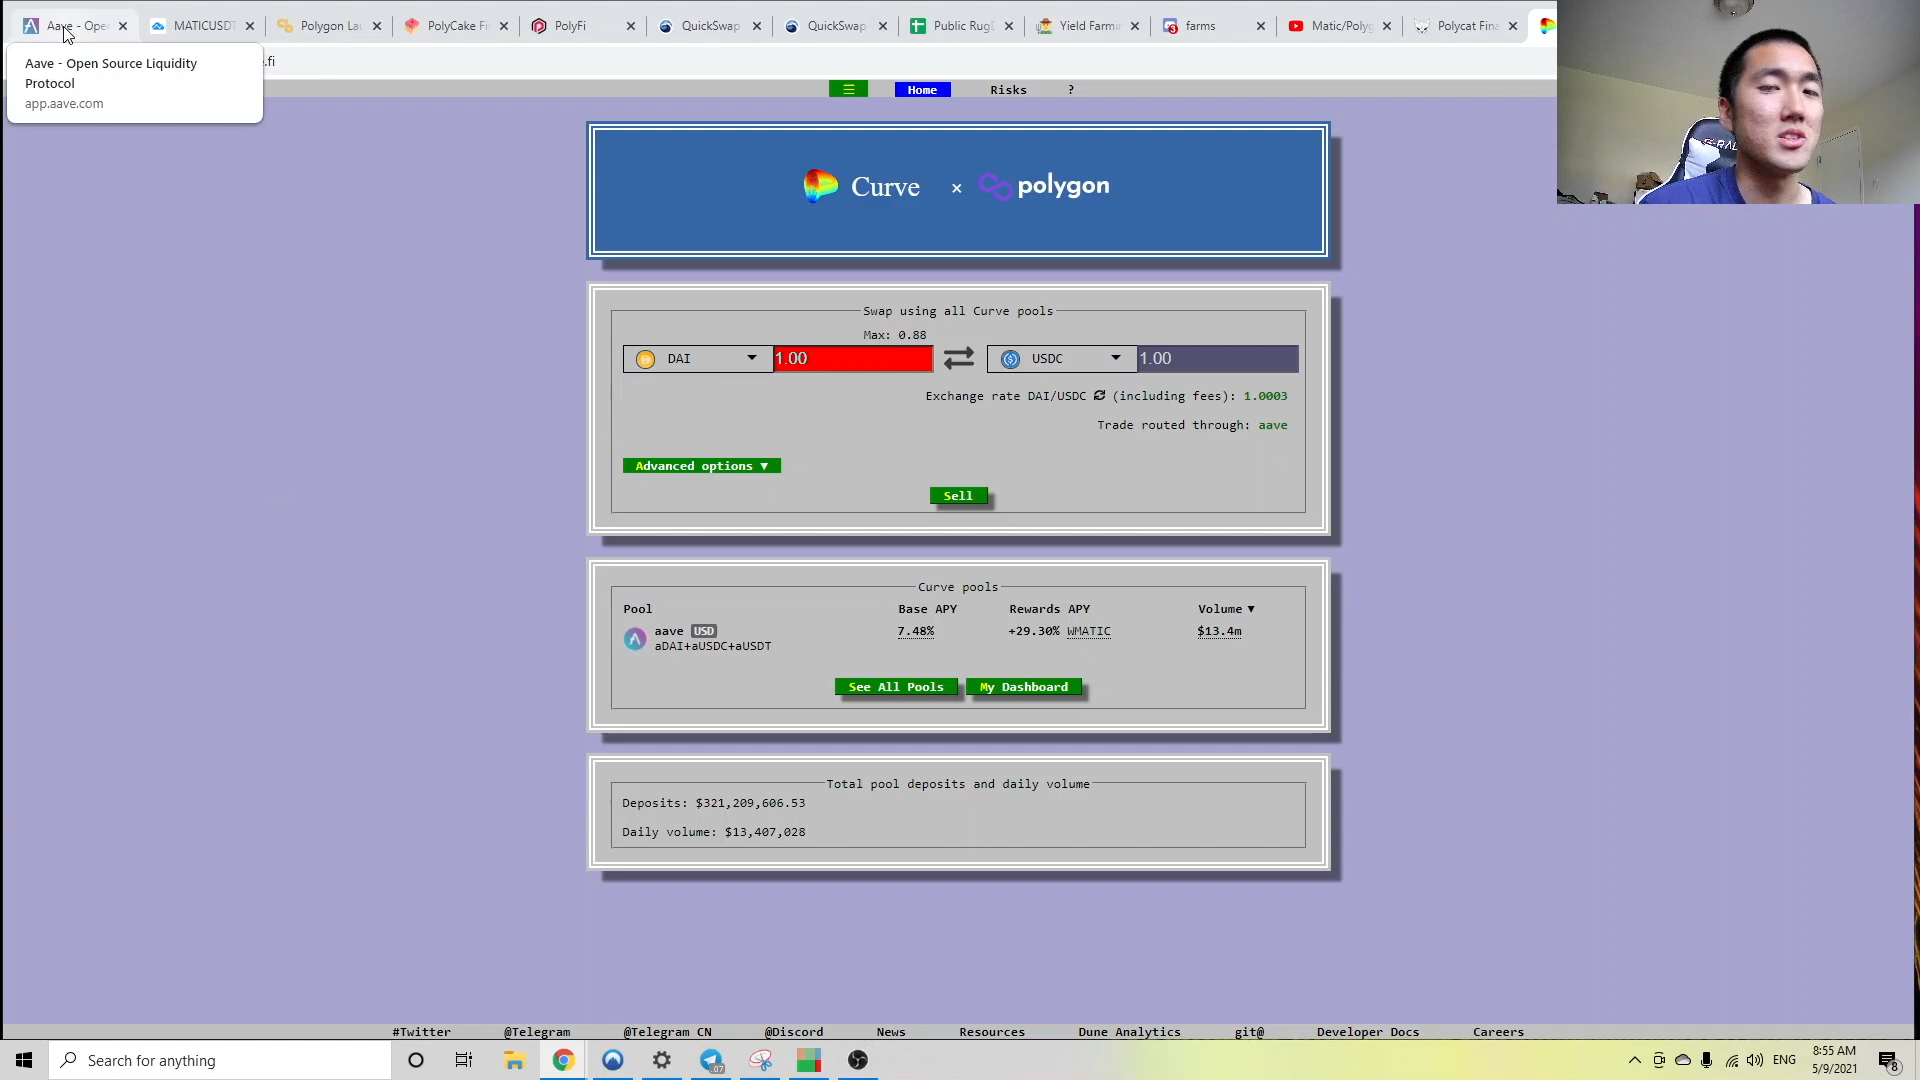 Aave - Oper
MATICUSDT
Polygon Lau
PolyCake Fi
PolyFi
QuickSwap
QuickSwap
Public Rug
Yield Farmin
farms
Matic/Polyg
Polycat Fina
.fi
Aave - Open Source Liquidity
Protocol
app.aave.com
Home
Risks
?
Curve × polygon
Swap using all Curve pools
Max: 0.88
DAI
1.00
USDC
1.00
Exchange rate DAI/USDC (including fees): 1.0003
Trade routed through: aave
Advanced options ▼
Sell
Curve pools
Pool
Base APY
Rewards APY
Volume ▼
aave USD
aDAI+aUSDC+aUSDT
7.48%
+29.30% WMATIC
$13.4m
See All Pools
My Dashboard
Total pool deposits and daily volume
Deposits: $321,209,606.53
Daily volume: $13,407,028
#Twitter
@Telegram
@Telegram CN
@Discord
News
Resources
Dune Analytics
git@
Developer Docs
Careers
Search for anything
ENG
8:55 AM
5/9/2021
8